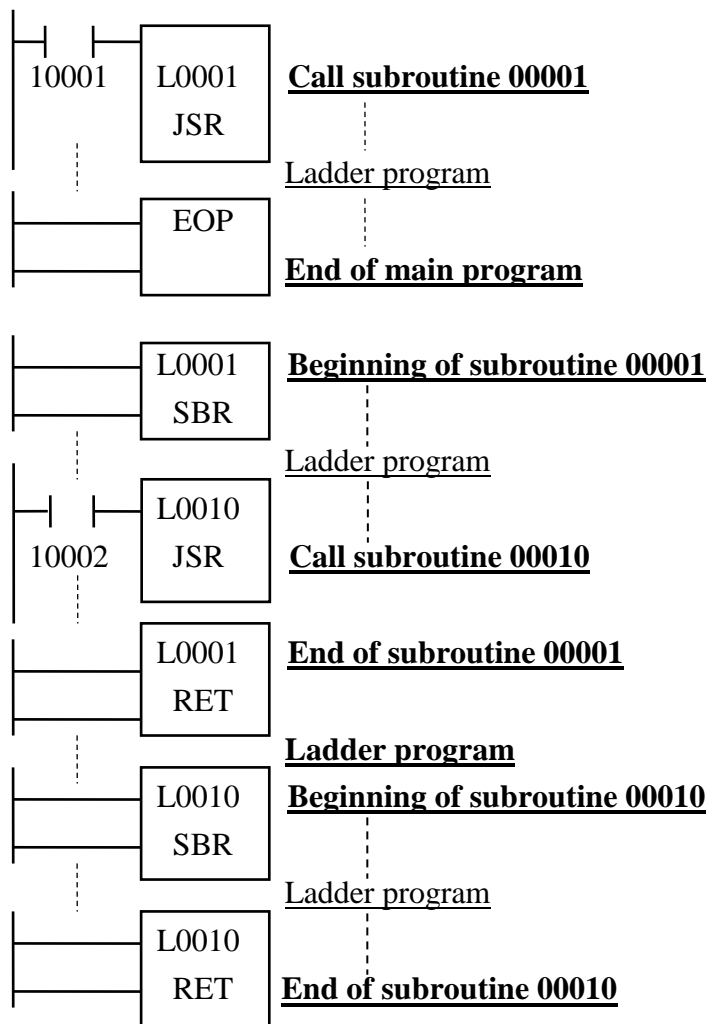 10001 L0001 Call subroutine 00001
JSR
Ladder program
EOP
End of main program
L0001 Beginning of subroutine 00001
SBR
Ladder program
L0010
10002 JSR Call subroutine 00010
L0001 End of subroutine 00001
RET
Ladder program
L0010 Beginning of subroutine 00010
SBR
Ladder program
L0010
RET End of subroutine 00010